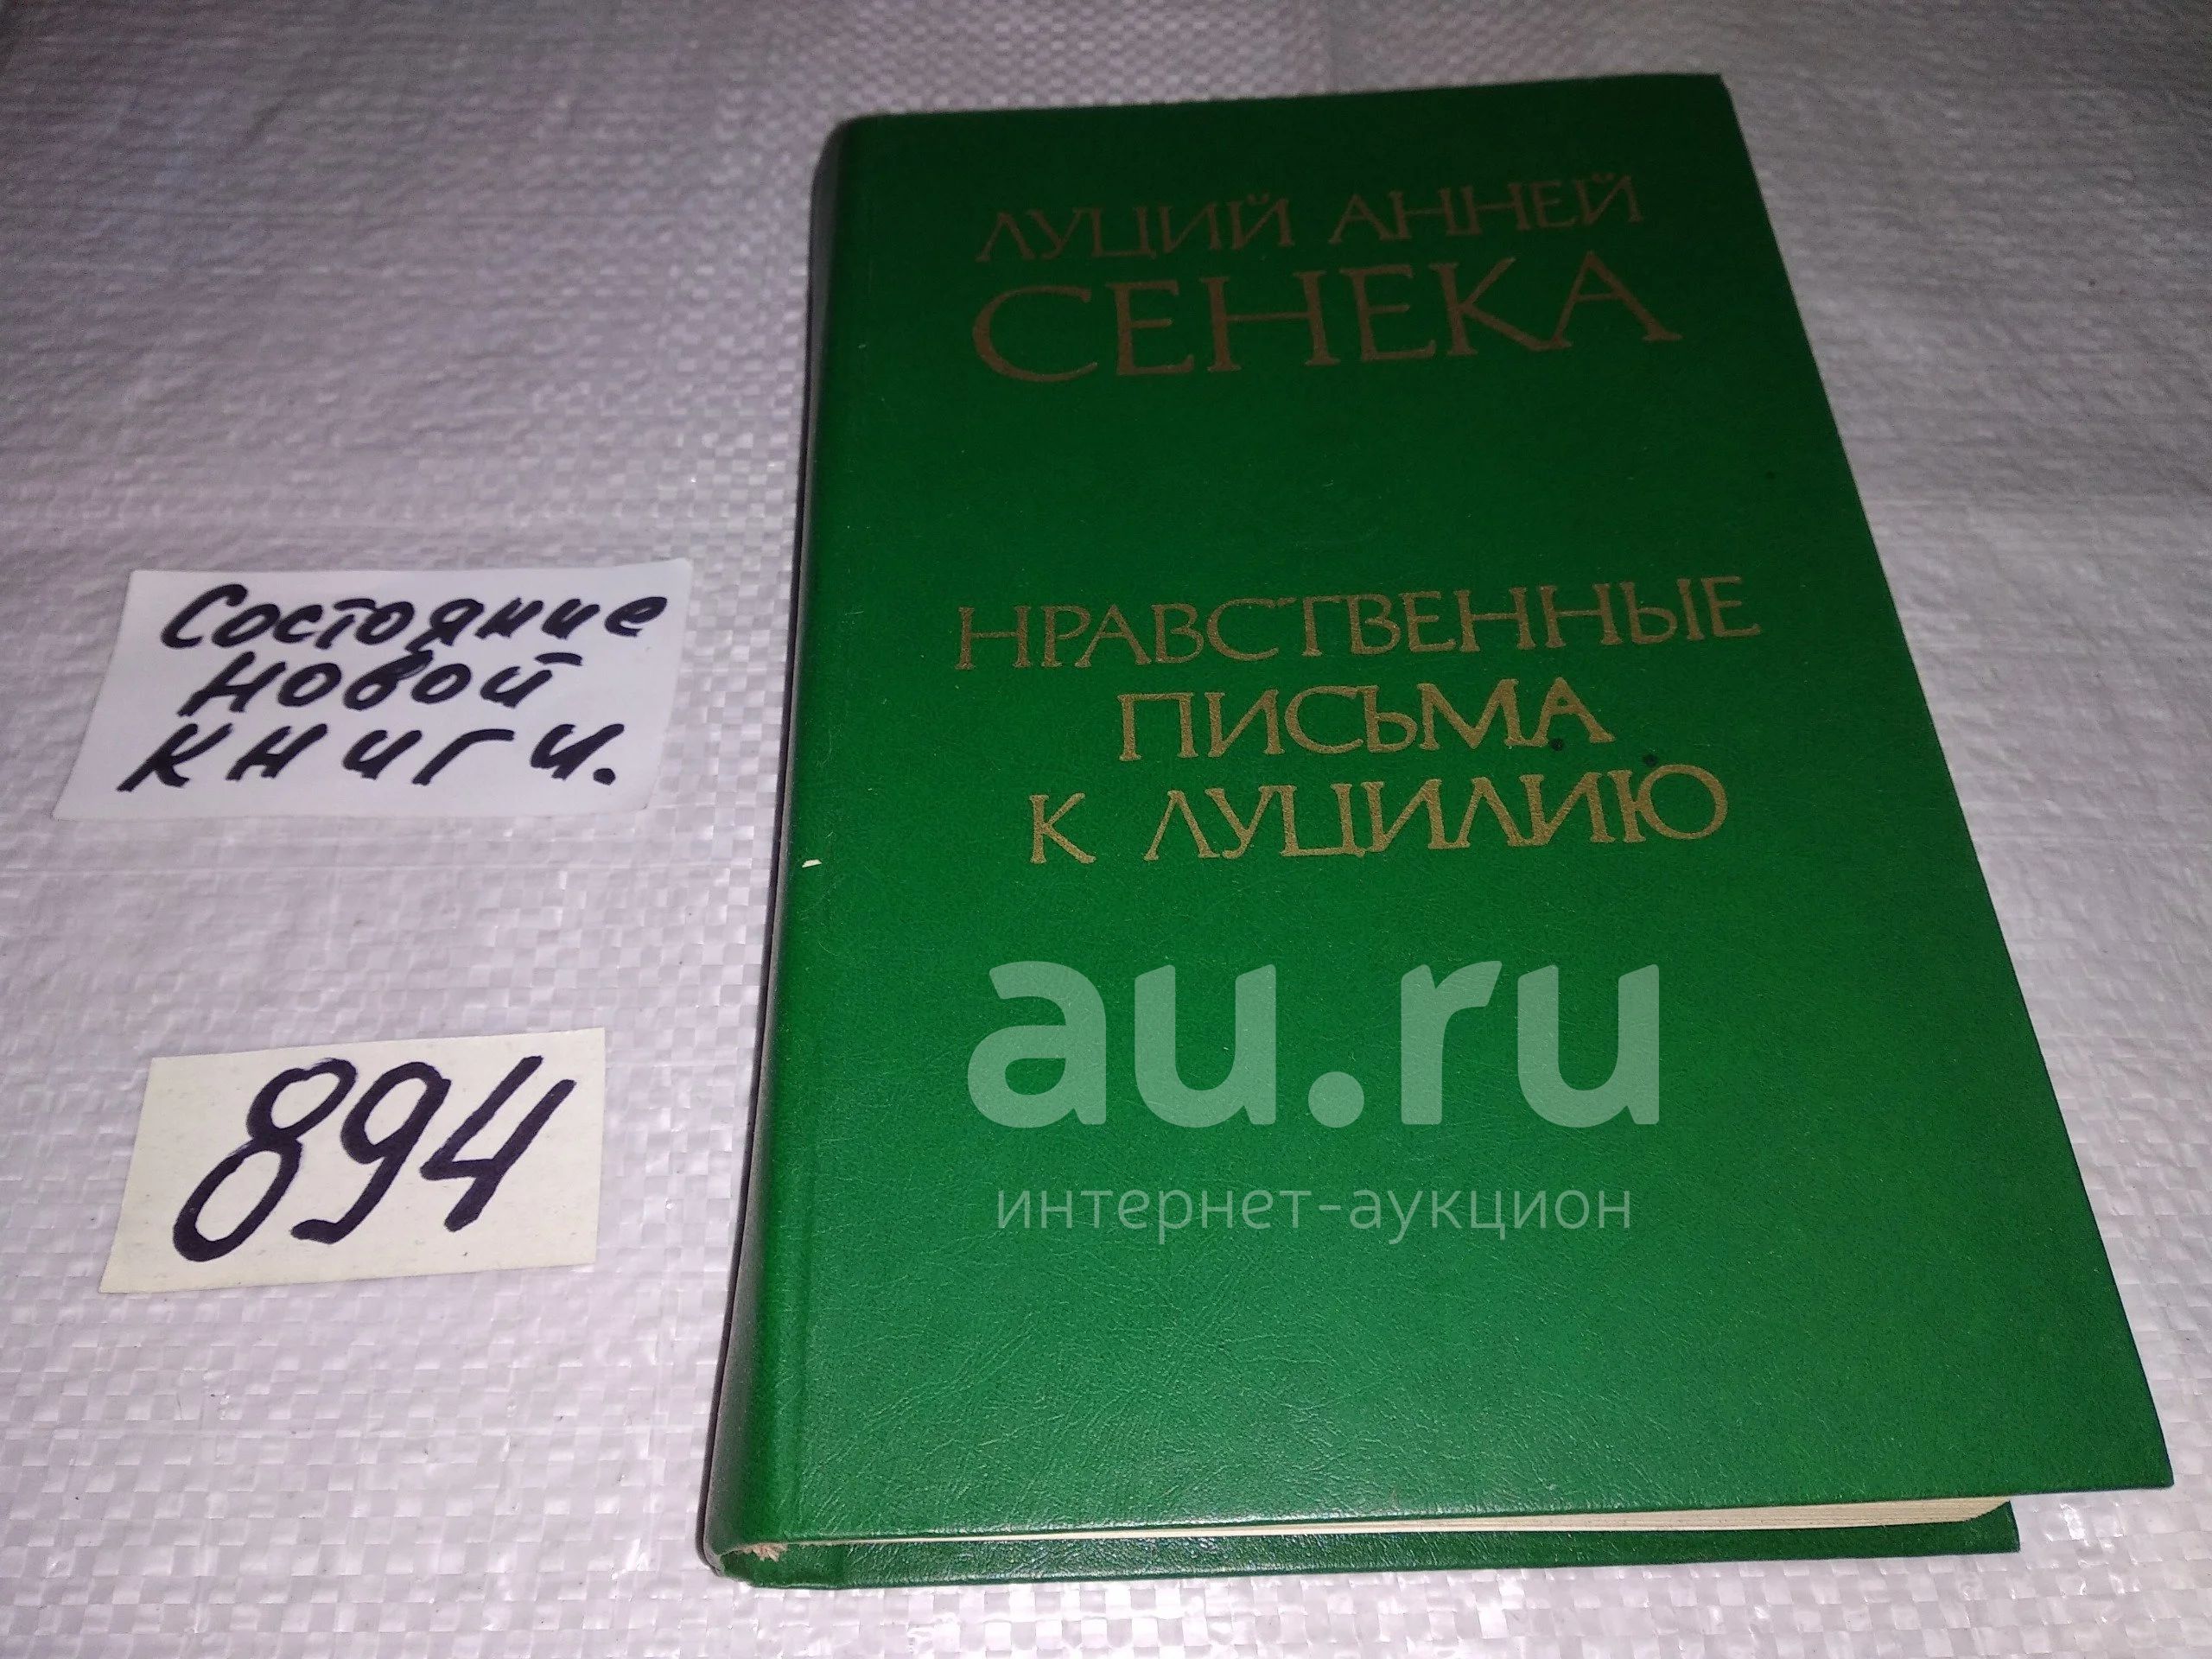 ЛУЦИЙ АННЕЙ
СЕНЕКА
НРАВСТВЕННЫЕ
ПИСЬМА
К ЛУЦИЛИЮ
Состояние
новой
книги.
894
au.ru
интернет-аукцион